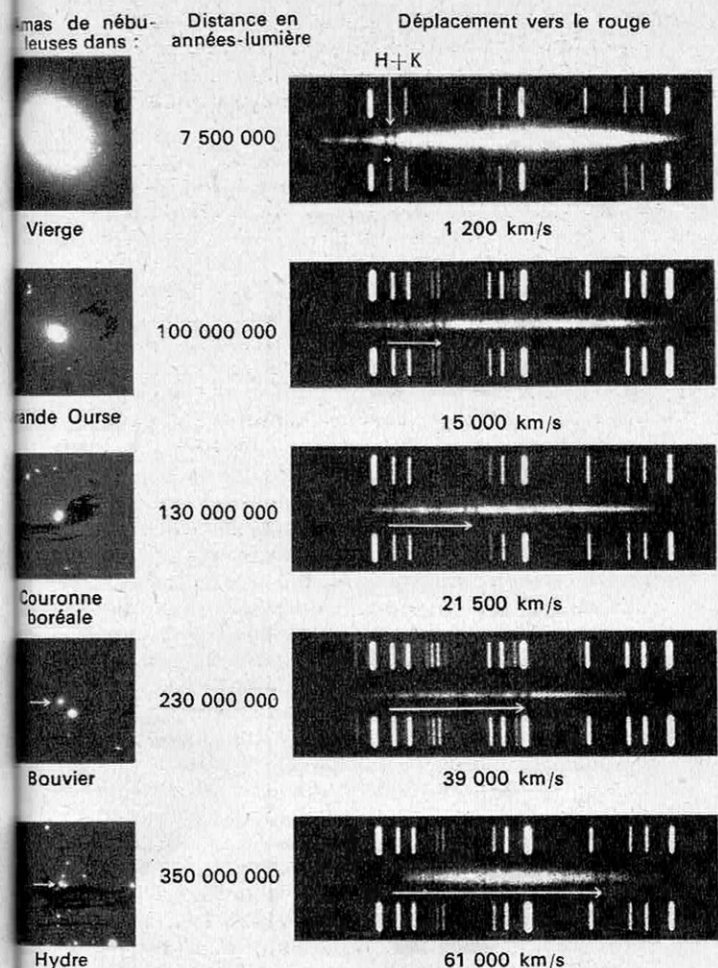 mas de nébu-
leuses dans :
Distance en
années-lumière
Déplacement vers le rouge
H+K
7 500 000
Vierge
1 200 km/s
100 000 000
ande Ourse
15 000 km/s
130 000 000
Couronne
boréale
21 500 km/s
230 000 000
Bouvier
39 000 km/s
350 000 000
Hydre
61 000 km/s